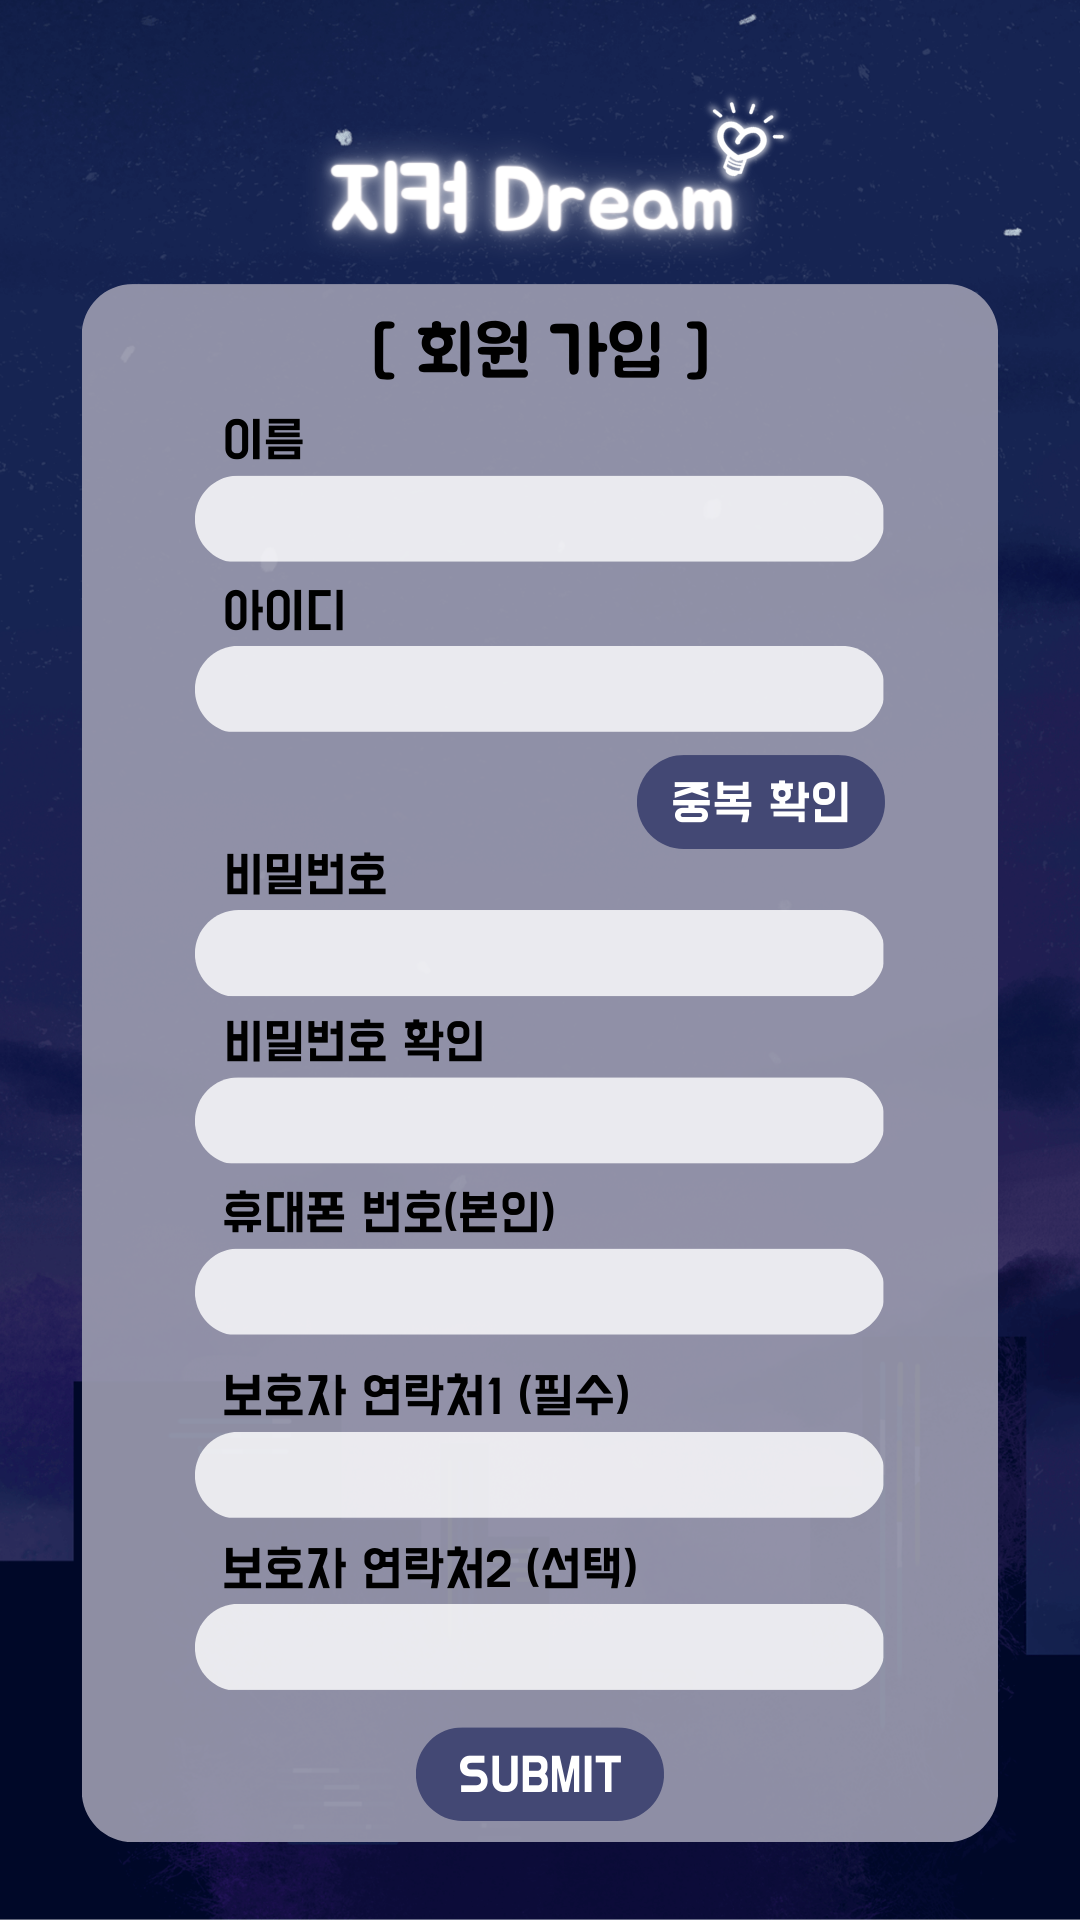 지켜 Dream
[ 회원 가입 ]
이름
아이디
중복 확인
비밀번호
비밀번호 확인
휴대폰 번호(본인)
보호자 연락처1 (필수)
보호자 연락처2 (선택)
SUBMIT